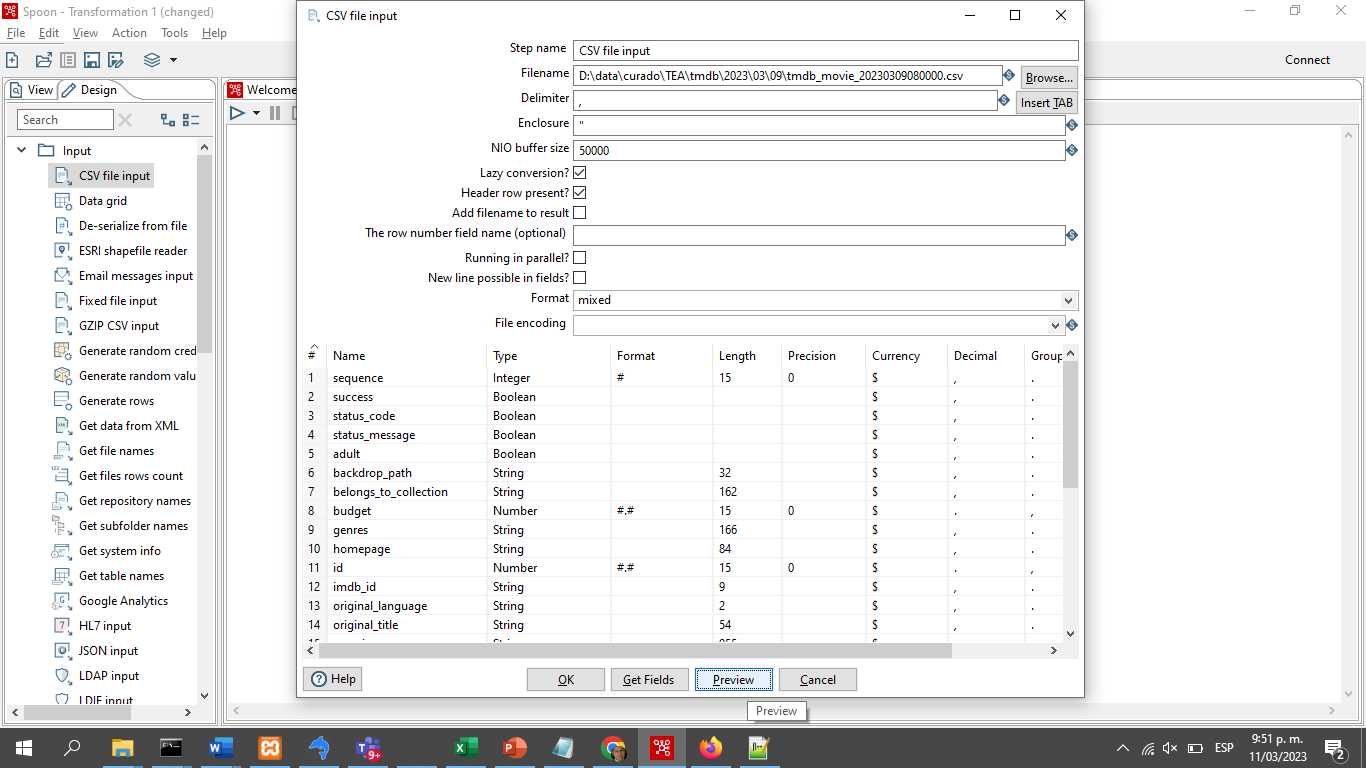 Spoon - Transformation 1 (changed)
File Edit View Action Tools Help
Connect
View Design
Welcome
Search
Input
CSV file input
Data grid
De-serialize from file
ESRI shapefile reader
Email messages input
Fixed file input
GZIP CSV input
Generate random cred
Generate random valu
Generate rows
Get data from XML
Get file names
Get files rows count
Get repository names
Get subfolder names
Get system info
Get table names
Google Analytics
HL7 input
JSON input
LDAP input
LDIF input
CSV file input
Step name CSV file input
Filename D:\data\curado\TEA\tmdb\2023\03\09\tmdb_movie_20230309080000.csv Browse...
Delimiter , Insert TAB
Enclosure "
NIO buffer size 50000
Lazy conversion?
Header row present?
Add filename to result
The row number field name (optional)
Running in parallel?
New line possible in fields?
Format mixed
File encoding
# Name Type Format Length Precision Currency Decimal Group
1 sequence Integer # 15 0 $ , .
2 success Boolean $ , .
3 status_code Boolean $ , .
4 status_message Boolean $ , .
5 adult Boolean $ , .
6 backdrop_path String 32 $ , .
7 belongs_to_collection String 162 $ , .
8 budget Number #.# 15 0 $ . ,
9 genres String 166 $ , .
10 homepage String 84 $ , .
11 id Number #.# 15 0 $ . ,
12 imdb_id String 9 $ , .
13 original_language String 2 $ , .
14 original_title String 54 $ , .
Help OK Get Fields Preview Cancel
Preview
9+
ESP
9:51 p. m.
11/03/2023
2